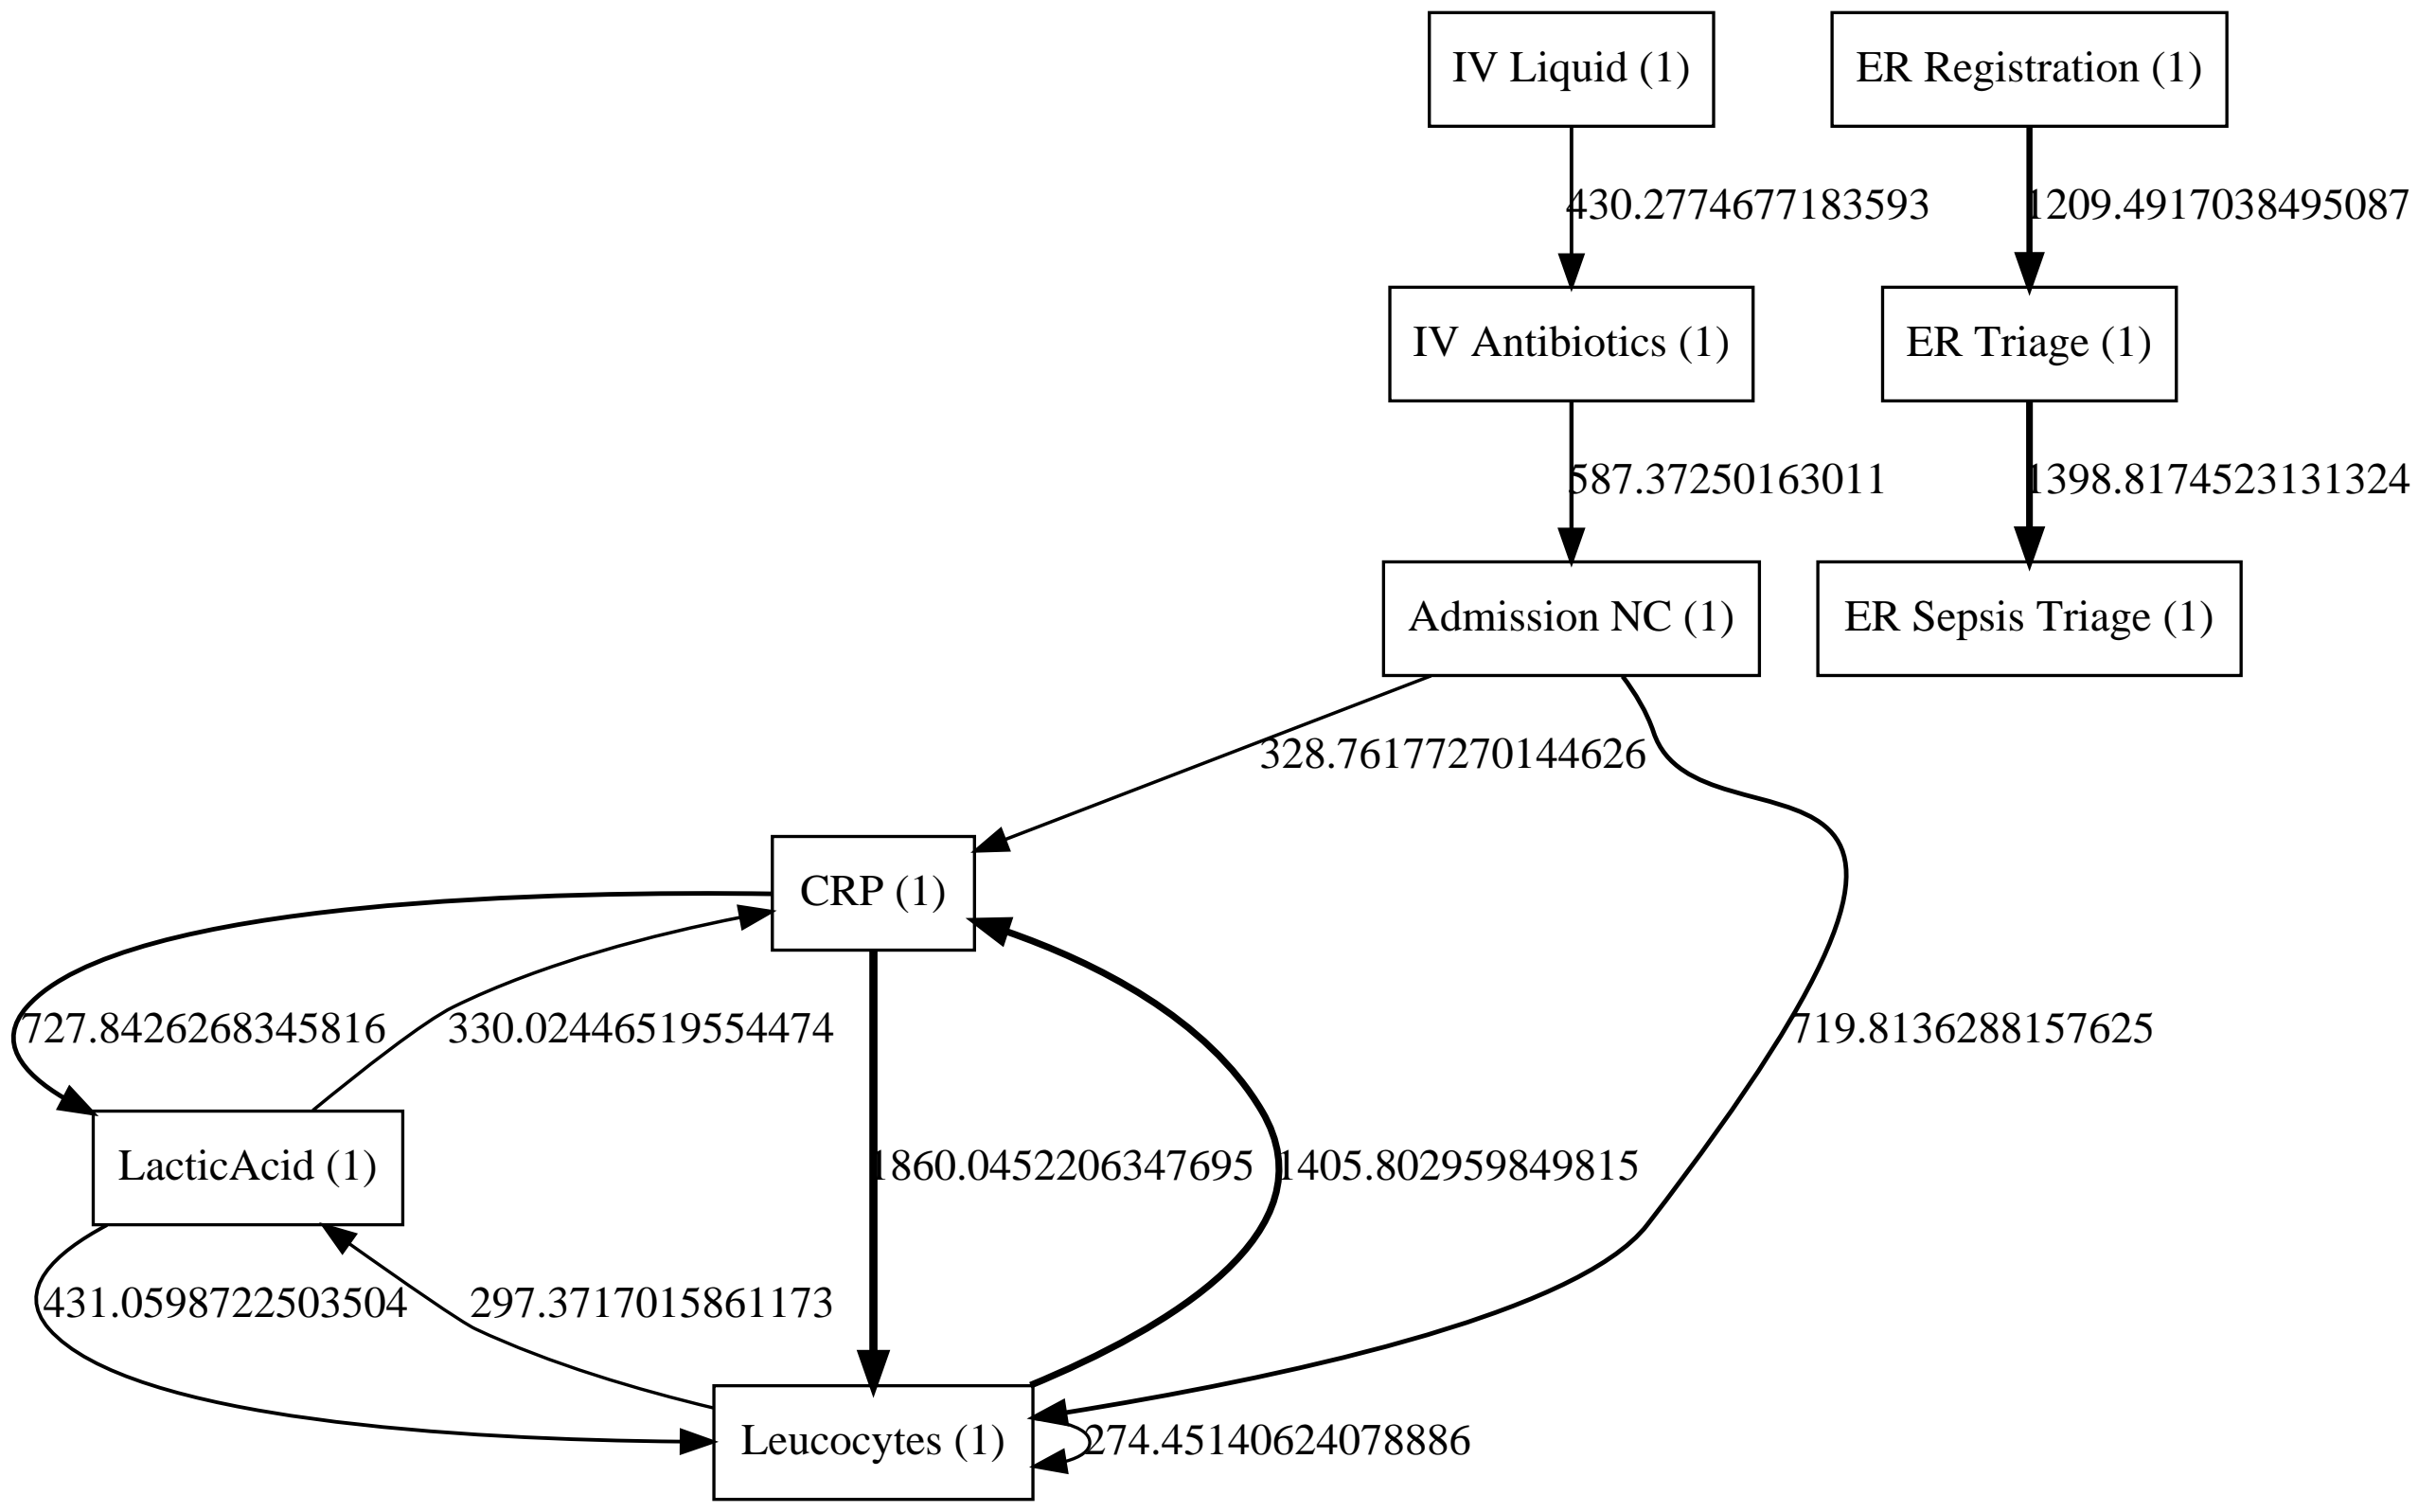 IV Liquid (1)
ER Registration (1)
430.2774677183593
1209.4917038495087
IV Antibiotics (1)
ER Triage (1)
587.37250163011
1398.8174523131324
Admission NC (1)
ER Sepsis Triage (1)
328.76177270144626
CRP (1)
727.8426268345816
330.02446519554474
719.8136288157625
LacticAcid (1)
1860.0452206347695
1405.802959849815
431.0598722503504
297.3717015861173
Leucocytes (1)
274.45140624078886